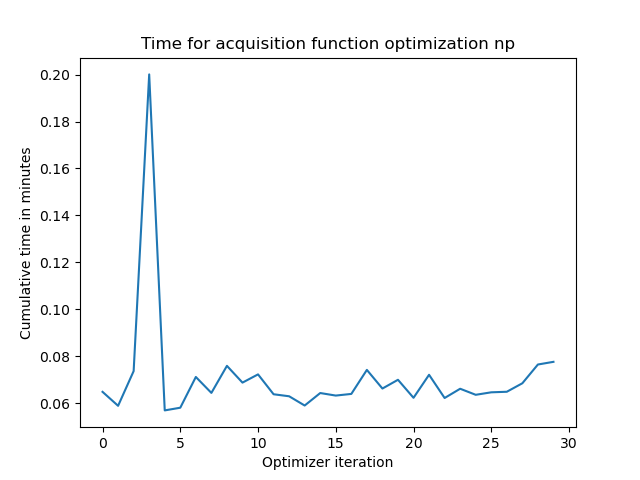 Time for acquisition function optimization np
0.20
0.18
0.16
0.14
0.12
0.10
0.08
0.06
Cumulative time in minutes
0 5 10 15 20 25 30
Optimizer iteration